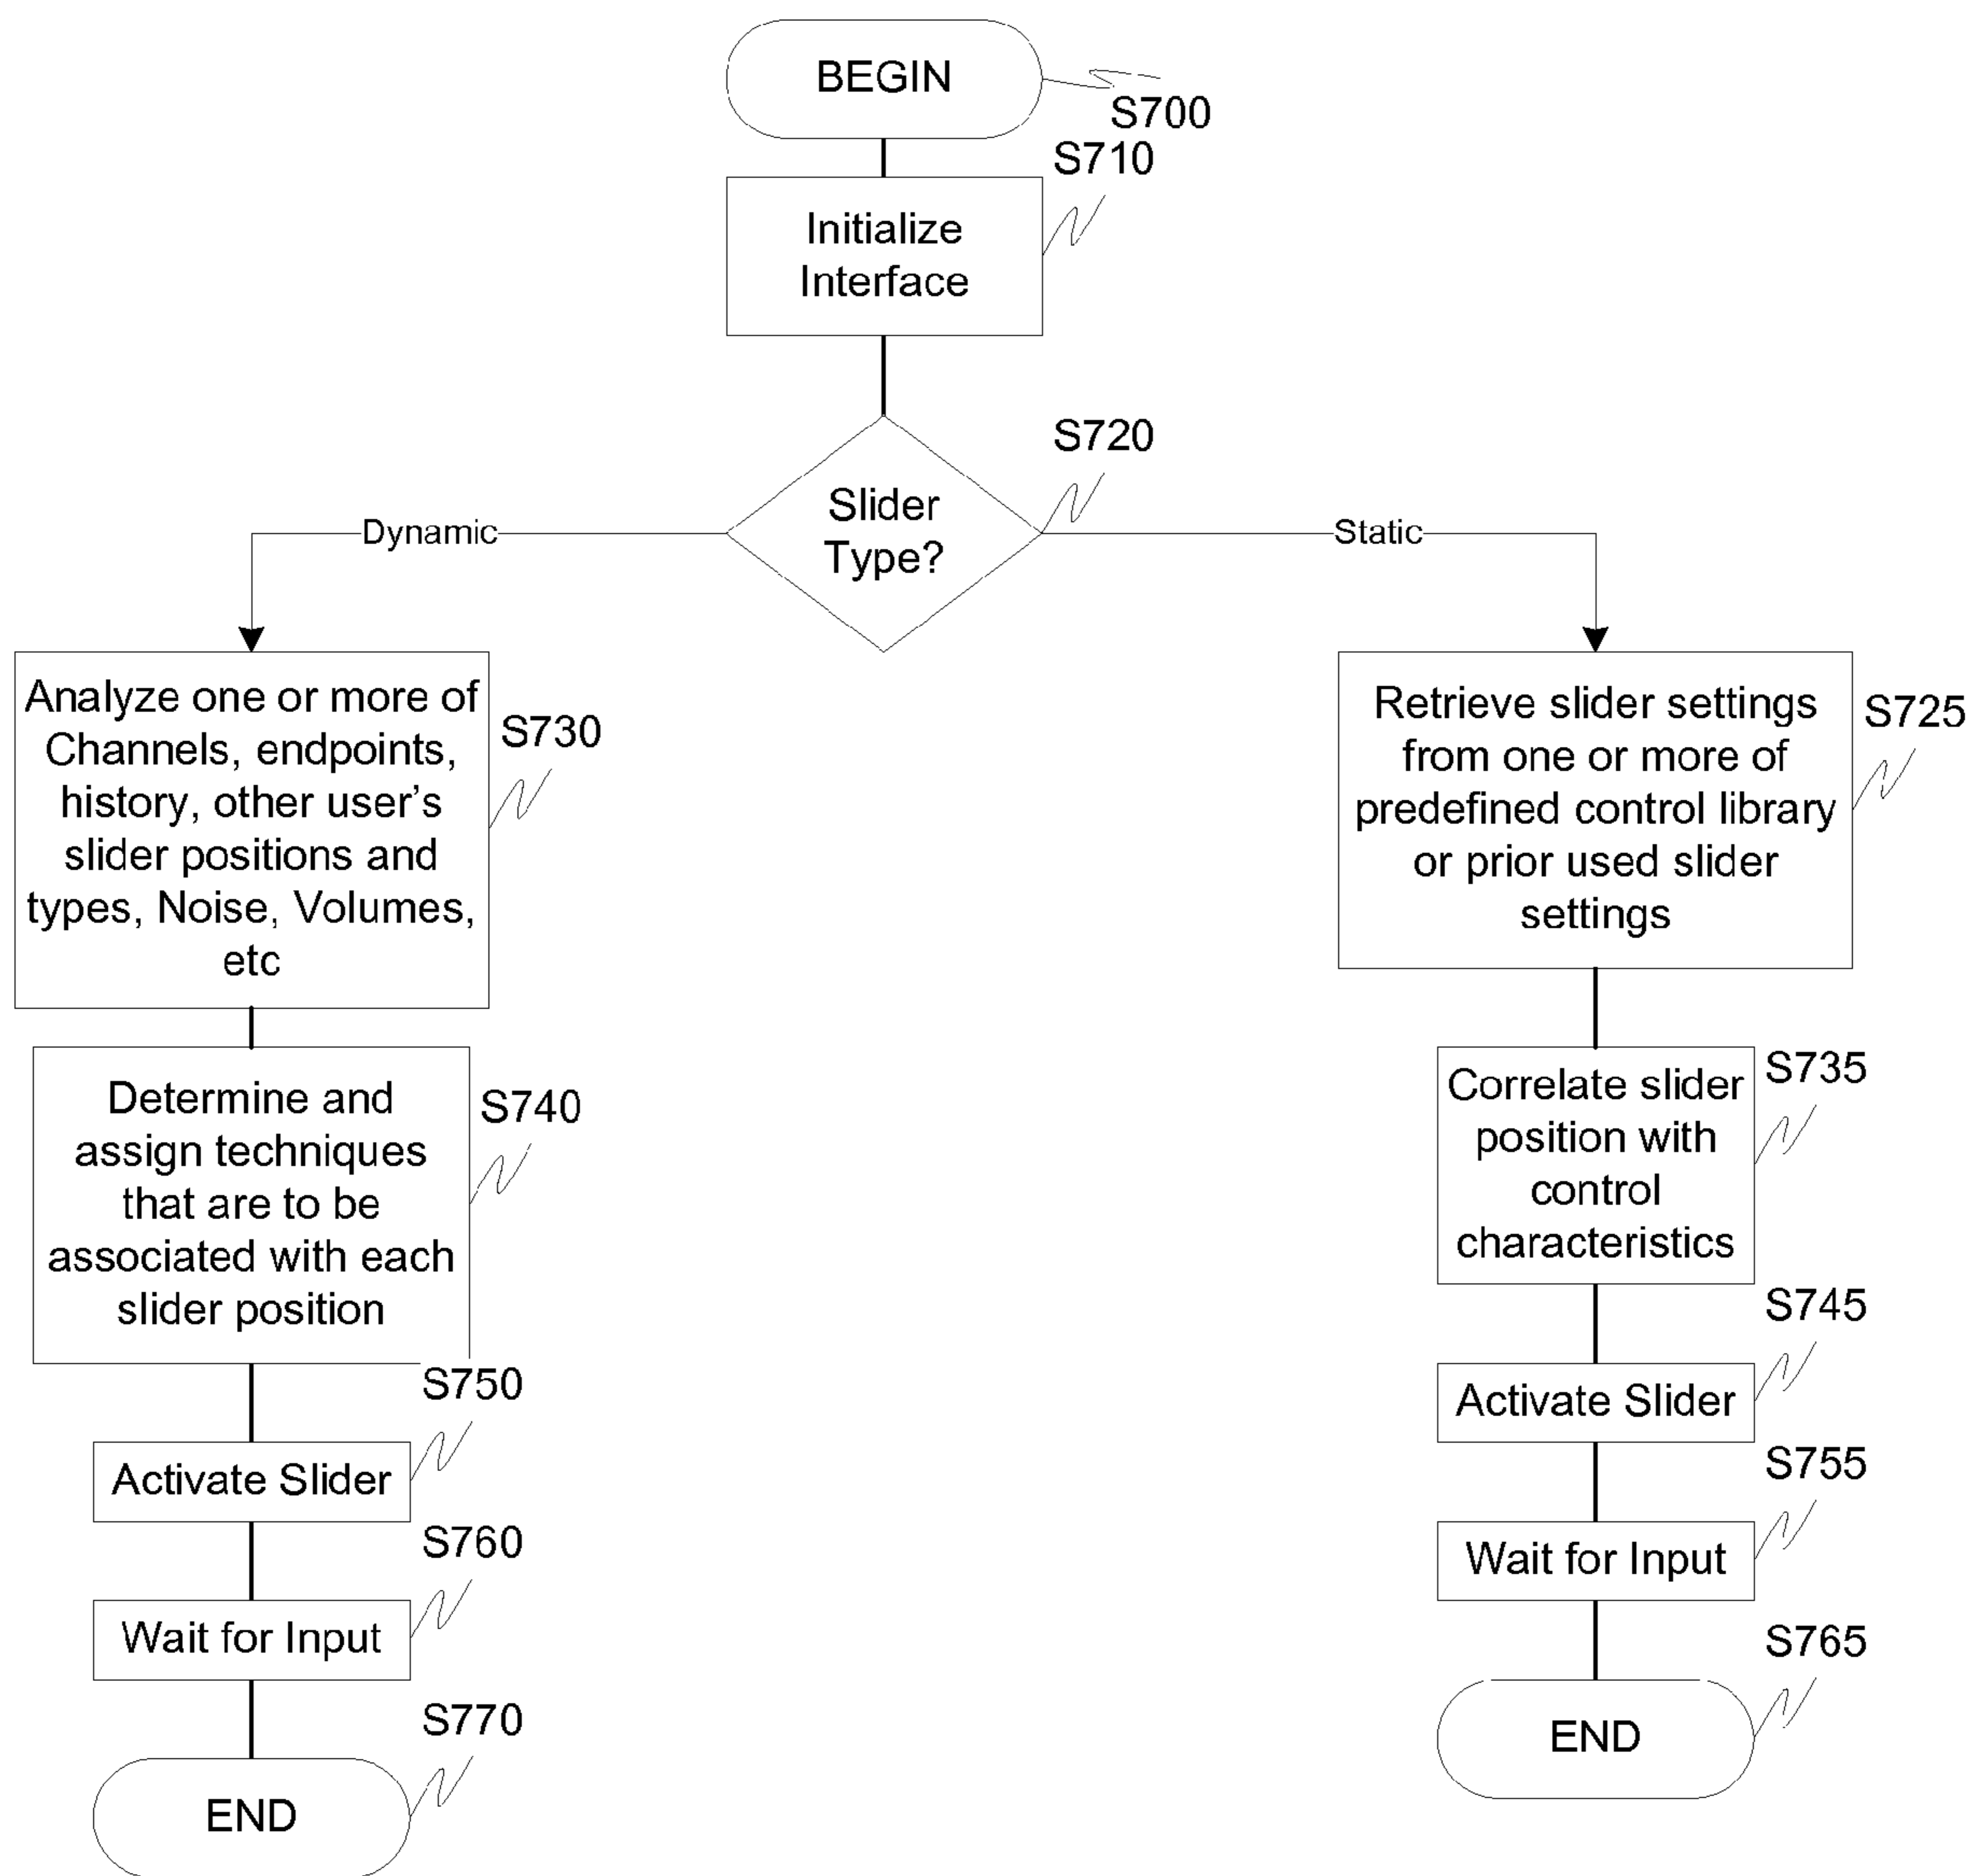 BEGIN
S700
S710
Initialize
Interface
S720
Slider
Type?
Dynamic
Static
Analyze one or more of
Channels, endpoints,
history, other user's
slider positions and
types, Noise, Volumes,
etc
S730
Determine and
assign techniques
that are to be
associated with each
slider position
S740
S750
Activate Slider
S760
Wait for Input
S770
END
Retrieve slider settings
from one or more of
predefined control library
or prior used slider
settings
S725
Correlate slider
position with
control
characteristics
S735
S745
Activate Slider
S755
Wait for Input
S765
END